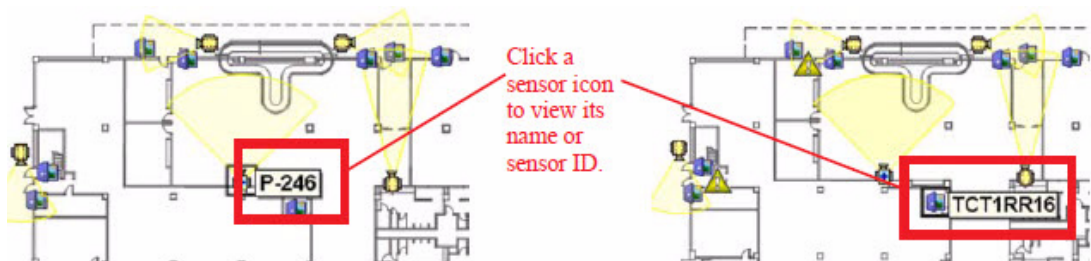 Click a
sensor icon
to view its
name or
sensor ID.
P-246
TCT1RR16